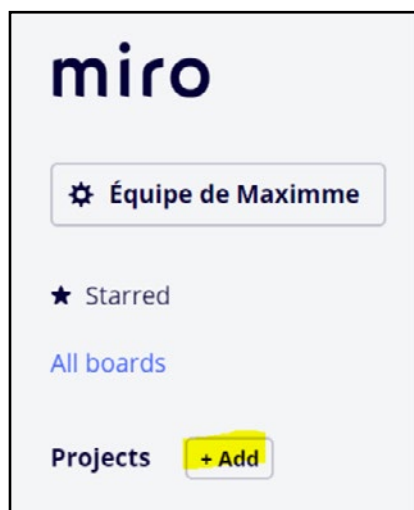 miro
Équipe de Maximme
Starred
All boards
Projects + Add